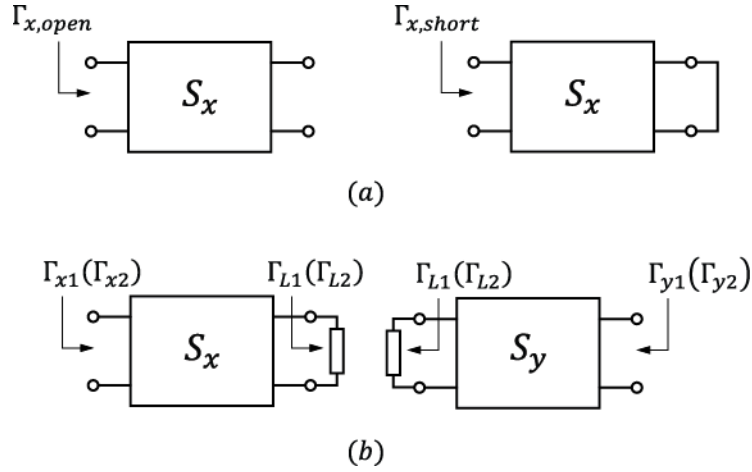 Γx,open Γx,short
Sx Sx
(a)
Γx1(Γx2) ΓL1(ΓL2) ΓL1(ΓL2) Γy1(Γy2)
Sx Sy
(b)